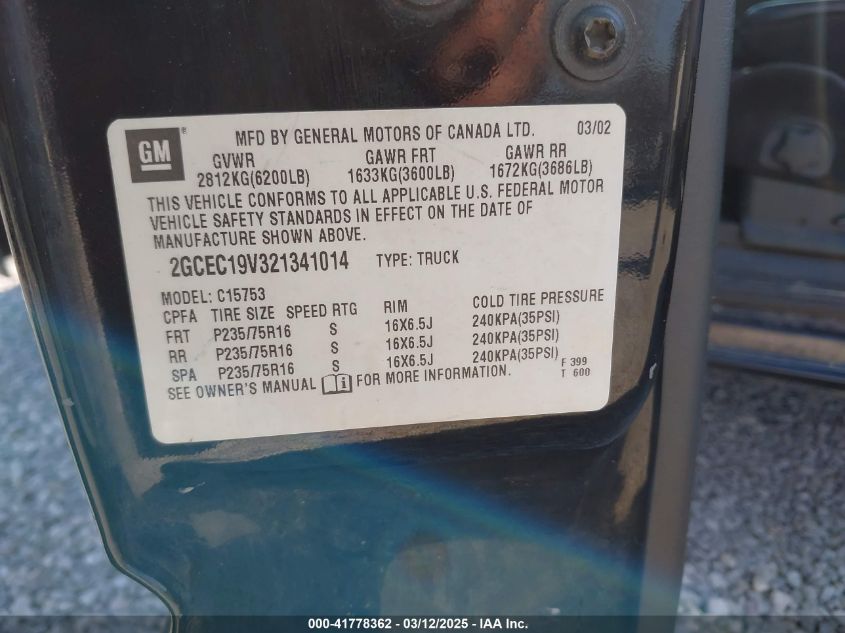 GM
MFD BY GENERAL MOTORS OF CANADA LTD. 03/02
GVWR GAWR FRT GAWR RR
2812KG(6200LB) 1633KG(3600LB) 1672KG(3686LB)
THIS VEHICLE CONFORMS TO ALL APPLICABLE U.S. FEDERAL MOTOR
VEHICLE SAFETY STANDARDS IN EFFECT ON THE DATE OF
MANUFACTURE SHOWN ABOVE.
2GCEC19V321341014 TYPE: TRUCK
MODEL: C15753
CPFA TIRE SIZE SPEED RTG RIM COLD TIRE PRESSURE
FRT P235/75R16 S 16X6.5J 240KPA(35PSI)
RR P235/75R16 S 16X6.5J 240KPA(35PSI)
SPA P235/75R16 S 16X6.5J 240KPA(35PSI)
SEE OWNER'S MANUAL FOR MORE INFORMATION.
F 399
T 600
000-41778362 - 03/12/2025 - IAA Inc.